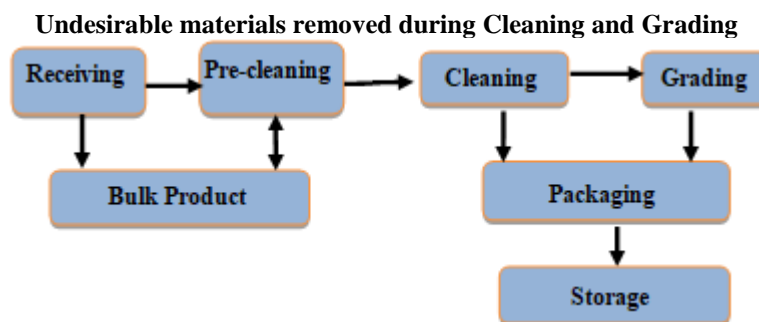 Undesirable materials removed during Cleaning and Grading
Receiving
Pre-cleaning
Cleaning
Grading
Bulk Product
Packaging
Storage